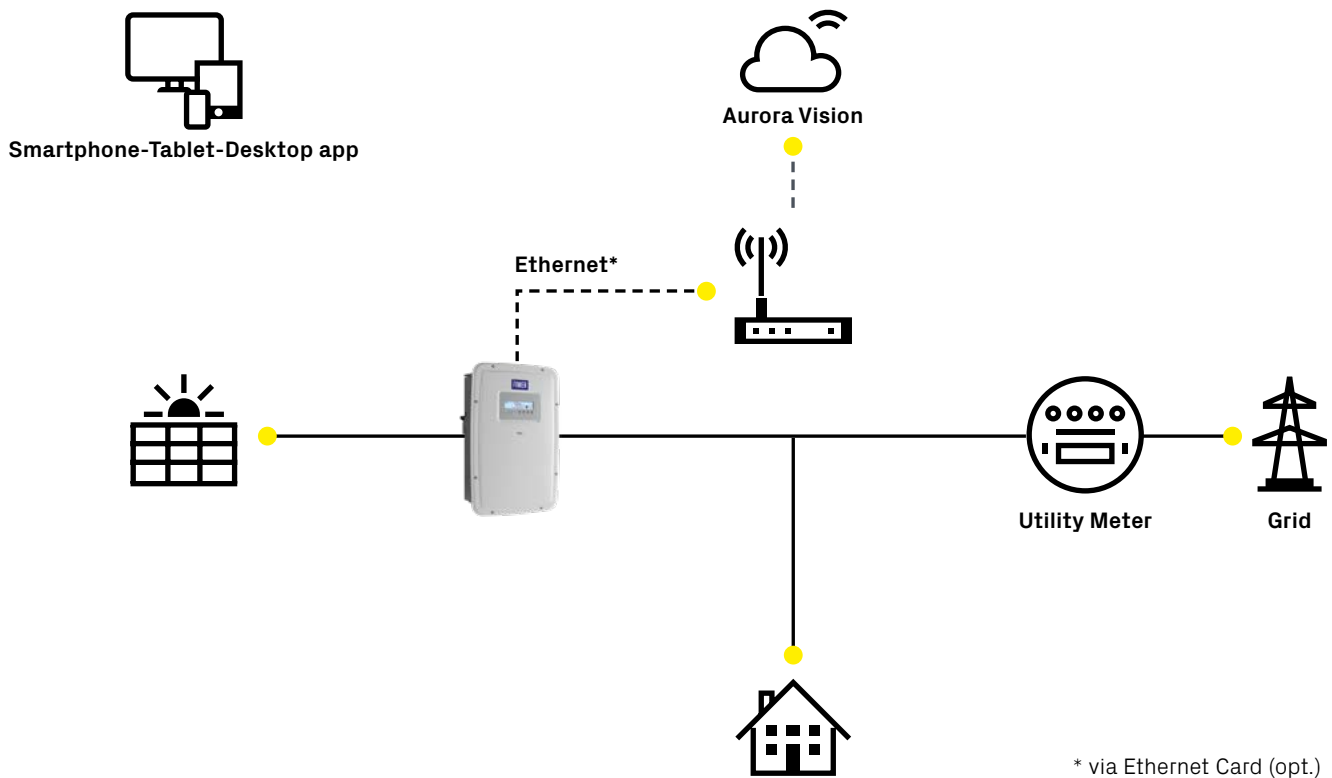 Aurora Vision
Smartphone-Tablet-Desktop app
Ethernet*
Utility Meter
Grid
* via Ethernet Card (opt.)